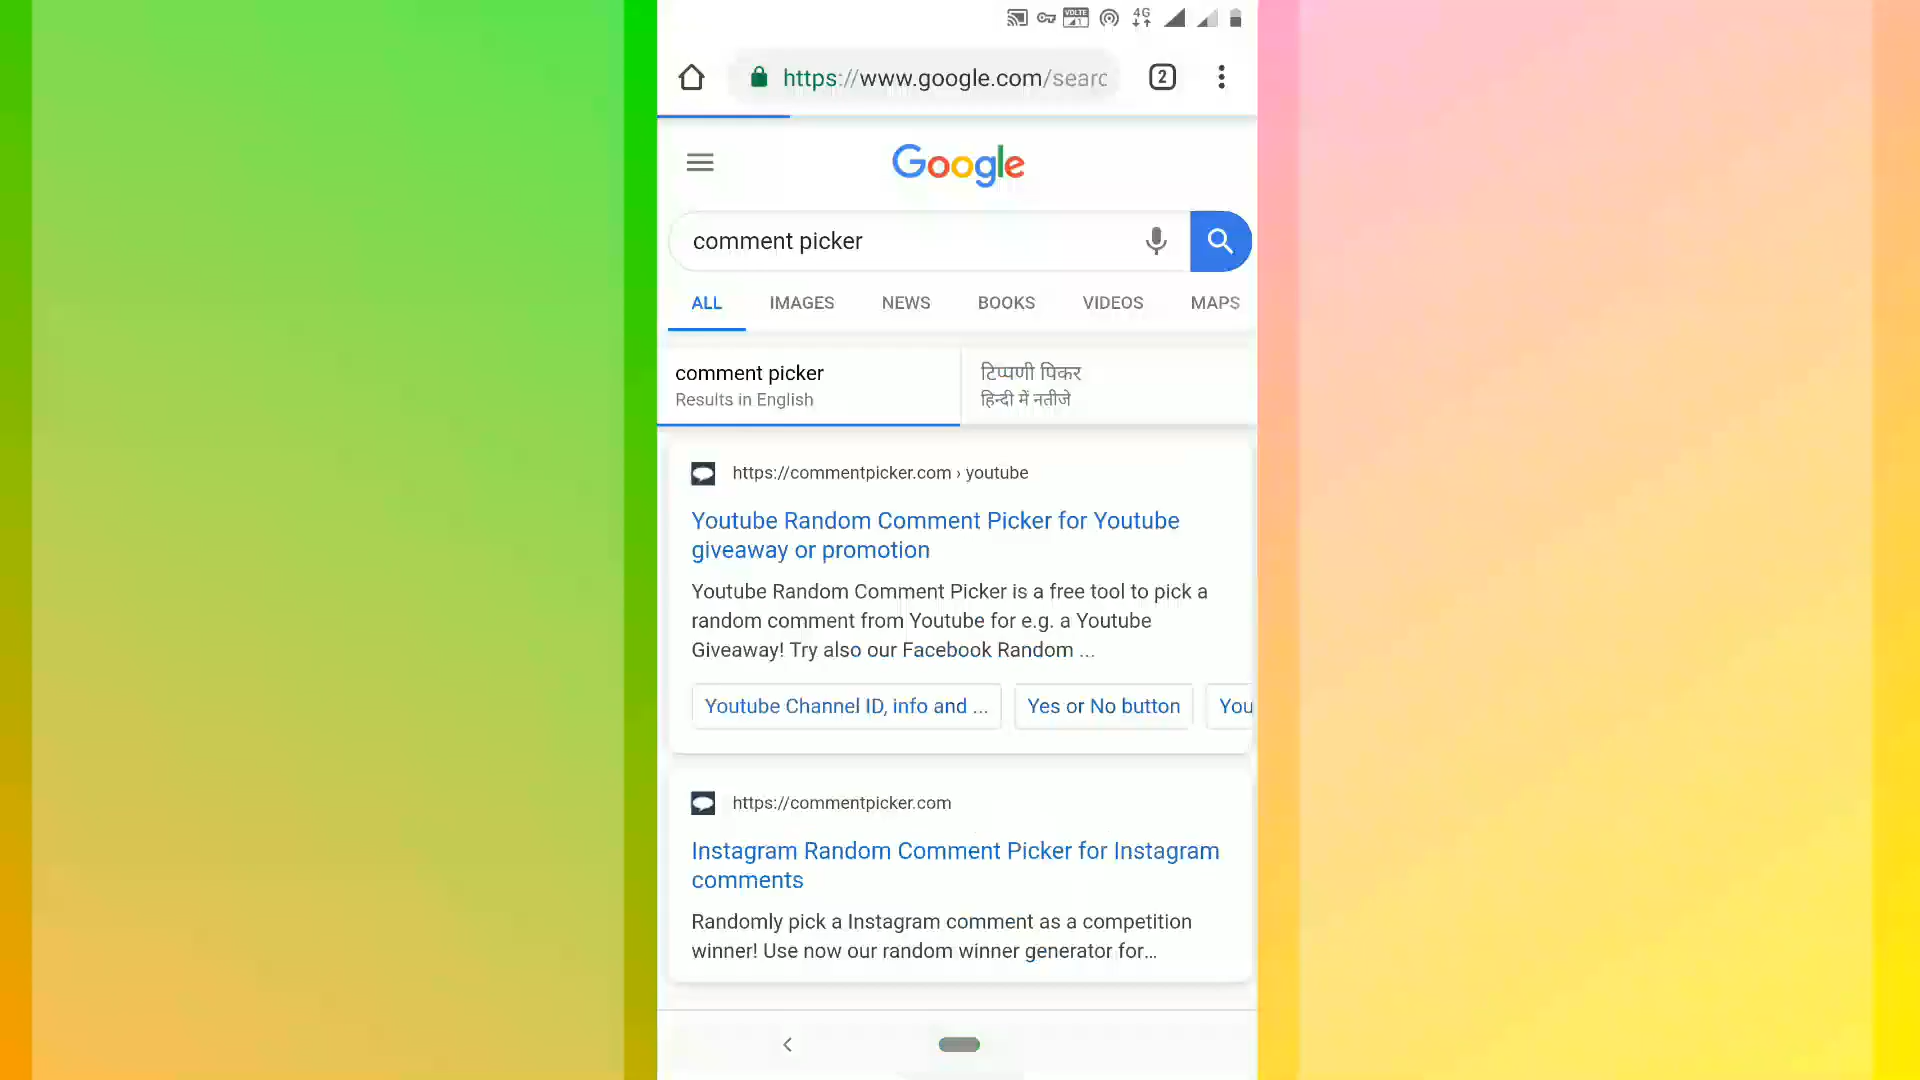 VOLTE 1 4G
https://www.google.com/searc 2
Google
comment picker
ALL IMAGES NEWS BOOKS VIDEOS MAPS
comment picker
Results in English
टिप्पणी पिकर
हिन्दी में नतीजे
https://commentpicker.com › youtube
Youtube Random Comment Picker for Youtube
giveaway or promotion
Youtube Random Comment Picker is a free tool to pick a
random comment from Youtube for e.g. a Youtube
Giveaway! Try also our Facebook Random ...
Youtube Channel ID, info and ... Yes or No button You
https://commentpicker.com
Instagram Random Comment Picker for Instagram
comments
Randomly pick a Instagram comment as a competition
winner! Use now our random winner generator for...